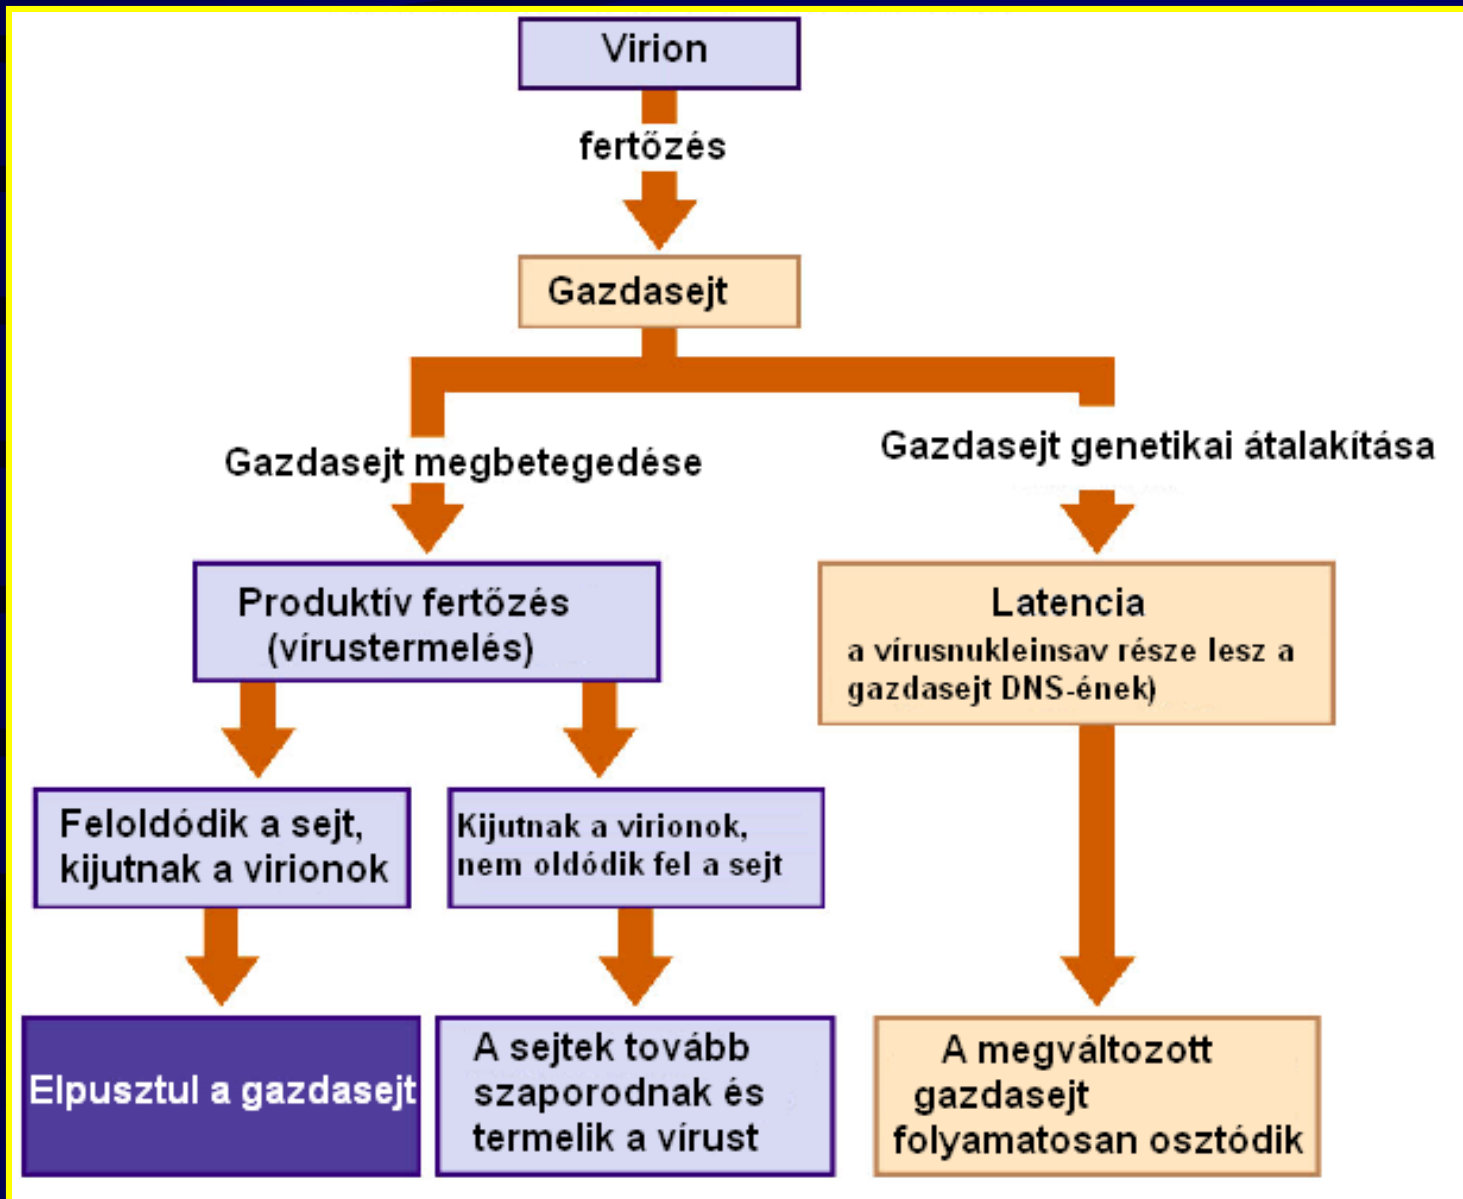 Virion
fertőzés
Gazdasejt
Gazdasejt megbetegedése
Gazdasejt genetikai átalakítása
Produktív fertőzés
(vírustermelés)
Latencia
a vírusnukleinsav része lesz a
gazdasejt DNS-ének)
Feloldódik a sejt,
kijutnak a virionok
Kijutnak a virionok,
nem oldódik fel a sejt
Elpusztul a gazdasejt
A sejtek tovább
szaporodnak és
termelik a vírust
A megváltozott
gazdasejt
folyamatosan osztódik